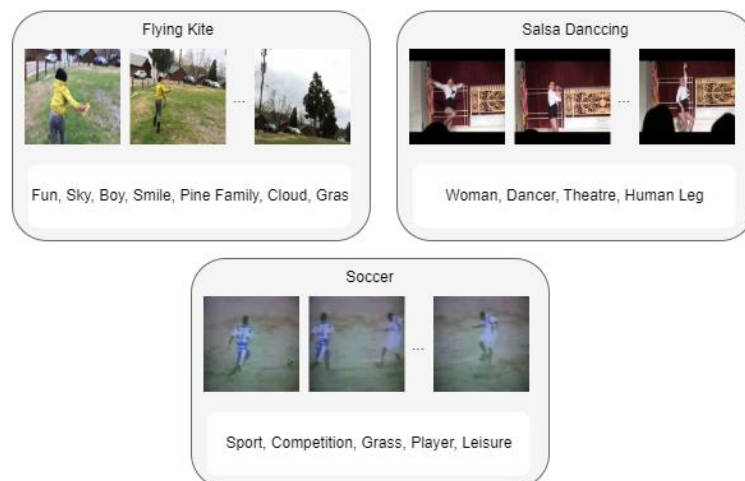 Flying Kite
...
Fun, Sky, Boy, Smile, Pine Family, Cloud, Gras
Salsa Danccing
...
Woman, Dancer, Theatre, Human Leg
Soccer
...
Sport, Competition, Grass, Player, Leisure